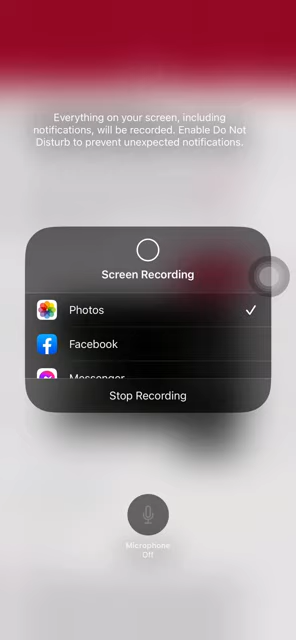 Everything on your screen, including
notifications, will be recorded. Enable Do Not
Disturb to prevent unexpected notifications.
Screen Recording
Photos
Facebook
Messenger
Stop Recording
Microphone
Off